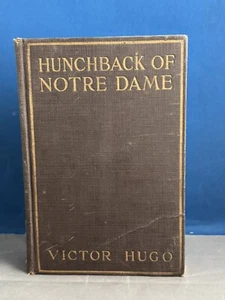 HUNCHBACK OF
NOTRE DAME
VICTOR HUGO